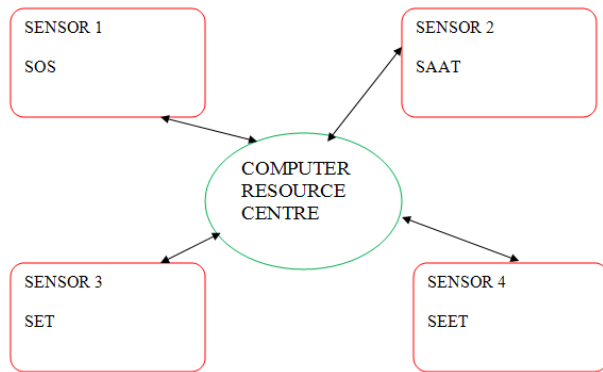 SENSOR 1
SOS
SENSOR 2
SAAT
COMPUTER
RESOURCE
CENTRE
SENSOR 3
SET
SENSOR 4
SEET